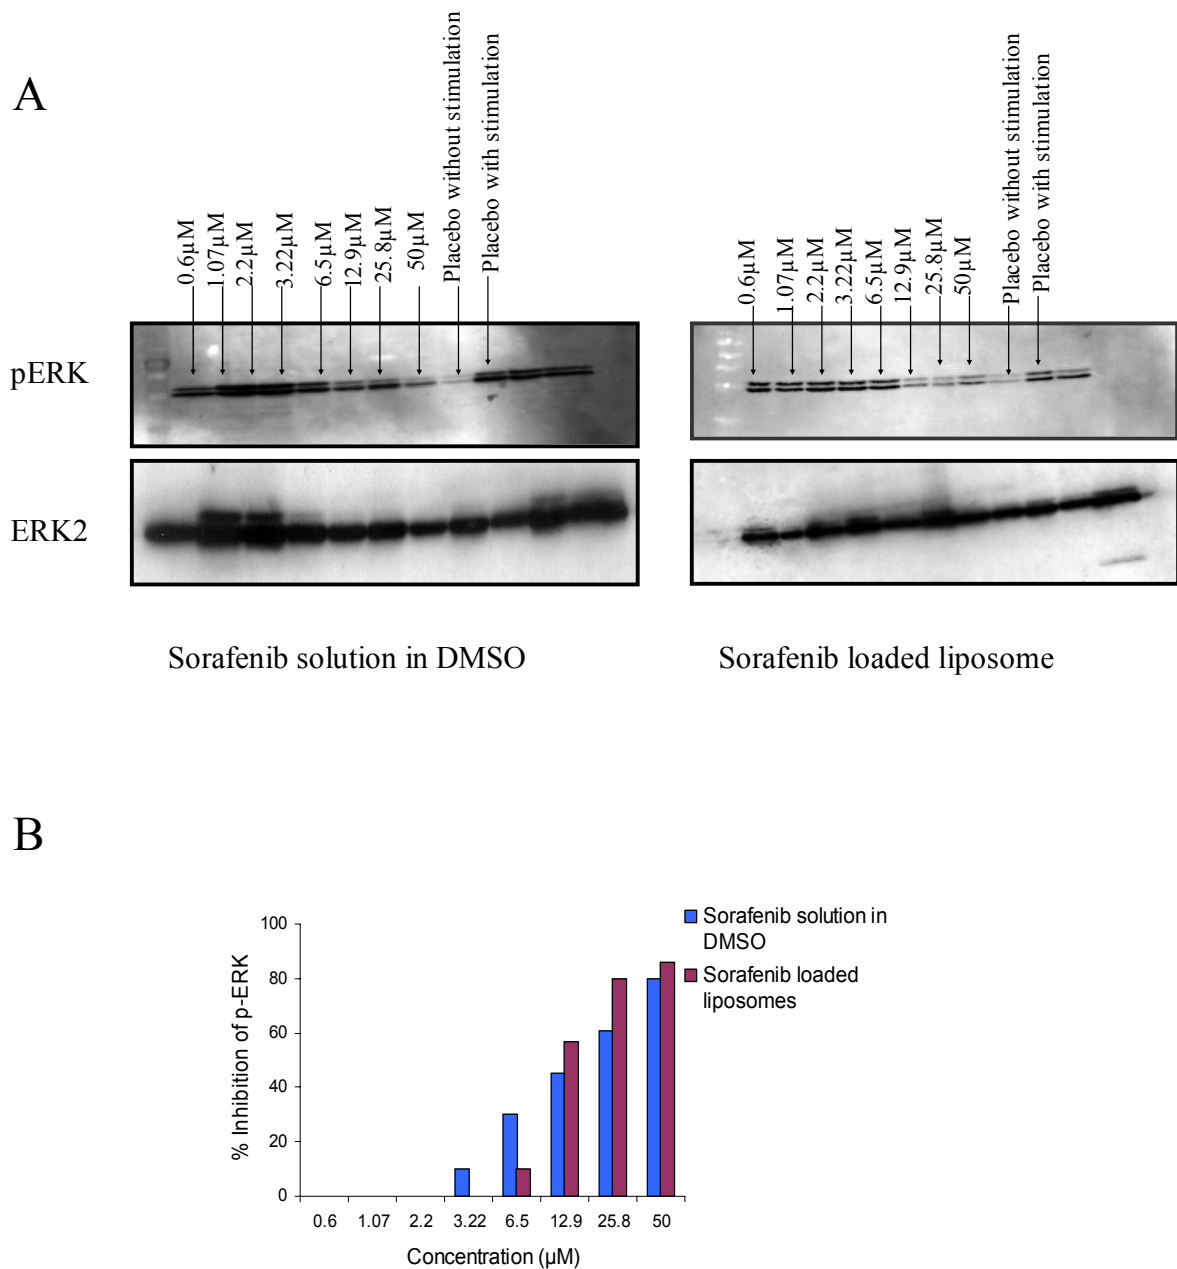 A
0.6µM
1.07µM
2.2µM
3.22µM
6.5µM
12.9µM
25.8µM
50µM
Placebo without stimulation
Placebo with stimulation
0.6µM
1.07µM
2.2µM
3.22µM
6.5µM
12.9µM
25.8µM
50µM
Placebo without stimulation
Placebo with stimulation
pERK
ERK2
Sorafenib solution in DMSO
Sorafenib loaded liposome
B
% Inhibition of p-ERK
100
80
60
40
20
0
0.6 1.07 2.2 3.22 6.5 12.9 25.8 50
Concentration (µM)
Sorafenib solution in
DMSO
Sorafenib loaded
liposomes